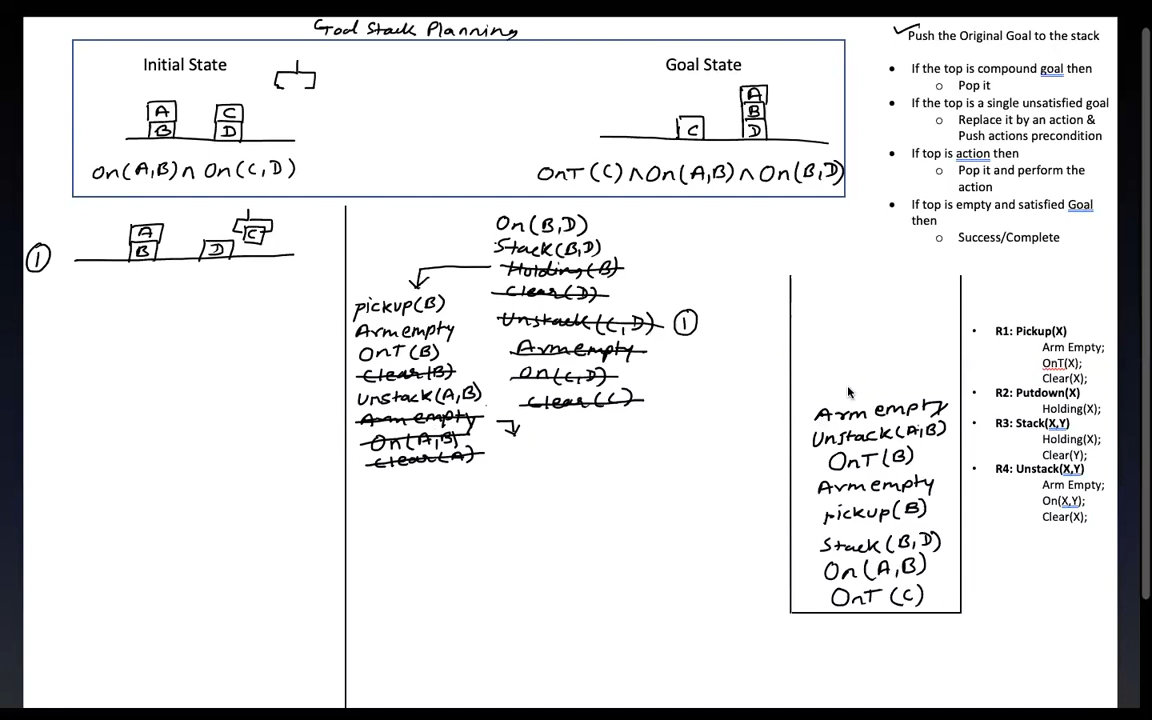 Goal Stack Planning
Initial State
Goal State
A
B
C
D
C
A
B
D
On(A,B) ∩ On(C,D)
OnT(C) ∧ On(A,B) ∧ On(B,D)
①
A
B
D
C
On(B,D)
Stack(B,D)
Holding(B)
Clear(D)
Unstack(C,D) ①
Armempty
On(C,D)
Clear(C)
pickup(B)
Armempty
OnT(B)
Clear(B)
Unstack(A,B)
Armempty
On(A,B)
Clear(A)
Armempty
Unstack(A,B)
OnT(B)
Armempty
pickup(B)
Stack(B,D)
On(A,B)
OnT(C)
✓Push the Original Goal to the stack
• If the top is compound goal then
o Pop it
• If the top is a single unsatisfied goal
o Replace it by an action &
Push actions precondition
• If top is action then
o Pop it and perform the
action
• If top is empty and satisfied Goal
then
o Success/Complete
• R1: Pickup(X)
Arm Empty;
OnT(X);
Clear(X);
• R2: Putdown(X)
Holding(X);
• R3: Stack(X,Y)
Holding(X);
Clear(Y);
• R4: Unstack(X,Y)
Arm Empty;
On(X,Y);
Clear(X);